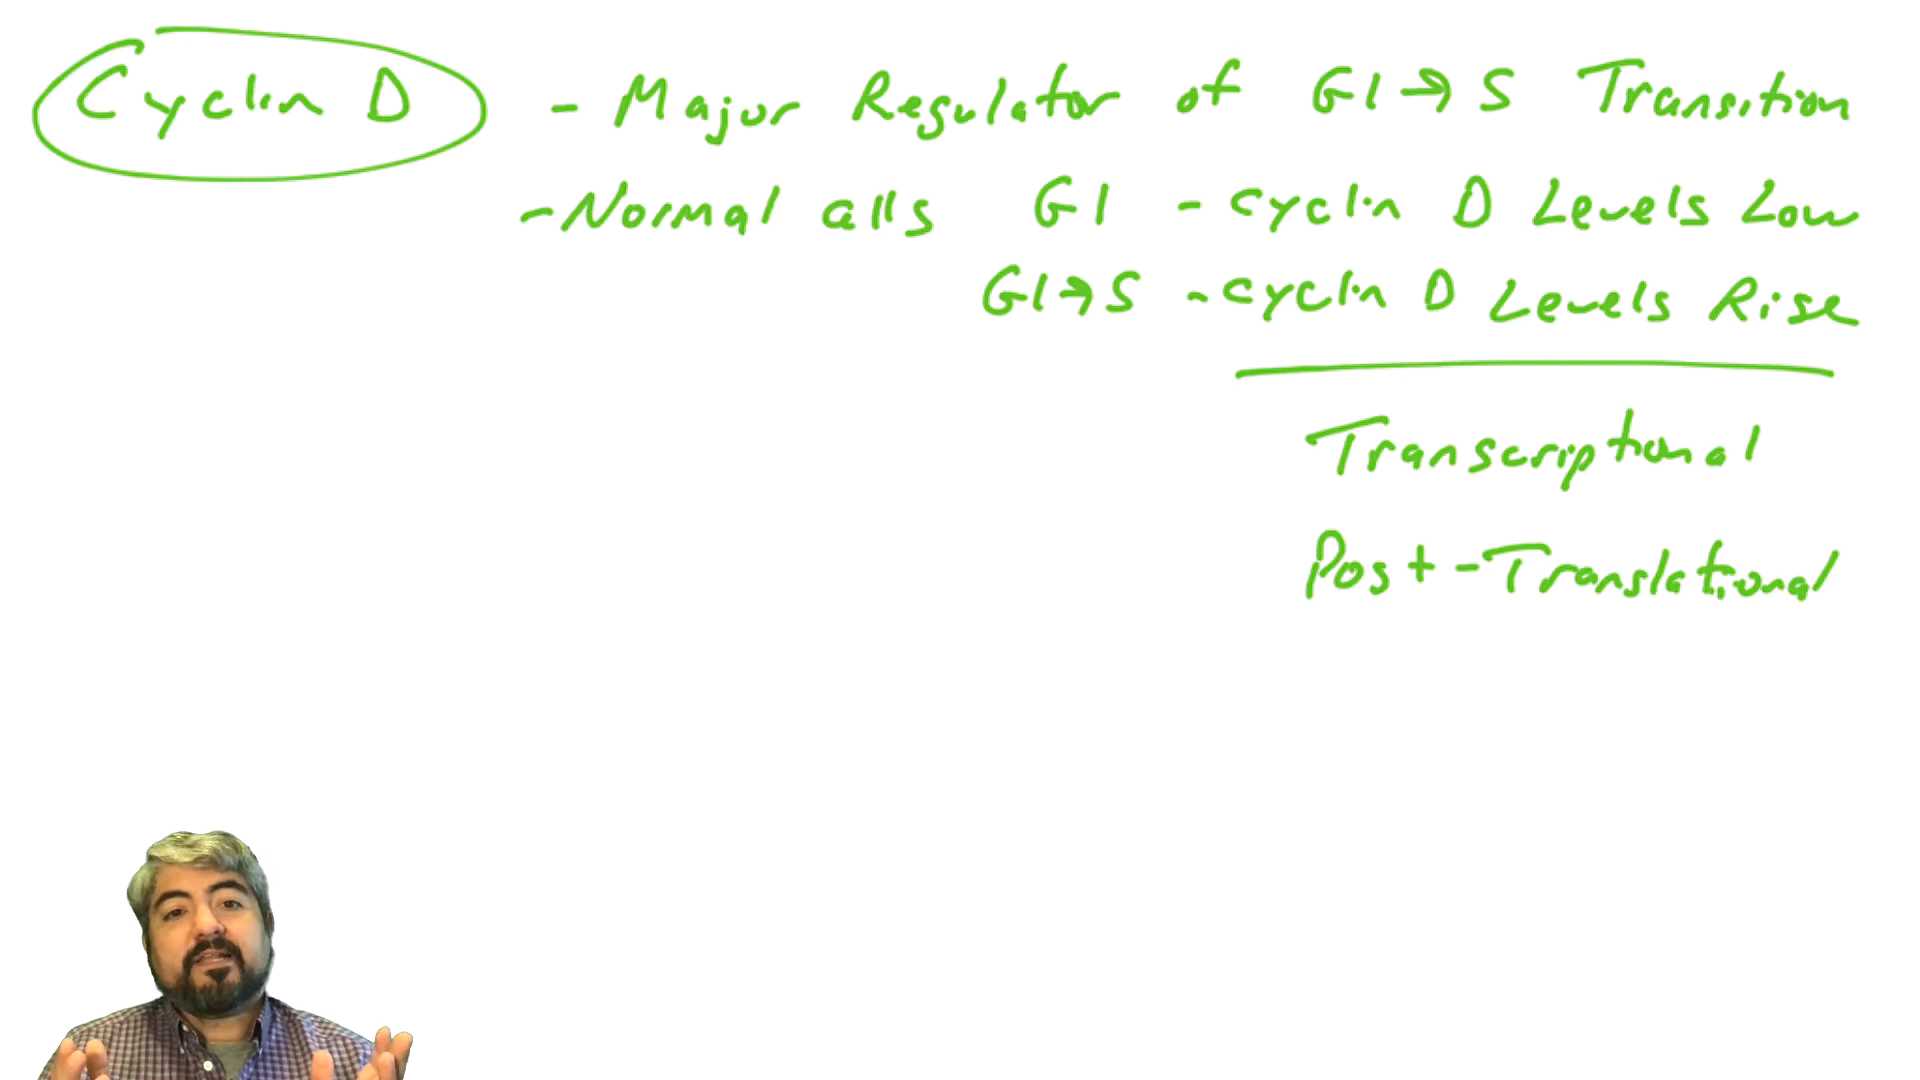 Cyclin D - Major Regulator of G1→S Transition
- Normal cells G1 - Cyclin D Levels Low
G1→S - Cyclin D Levels Rise
Transcriptional
Post-Translational